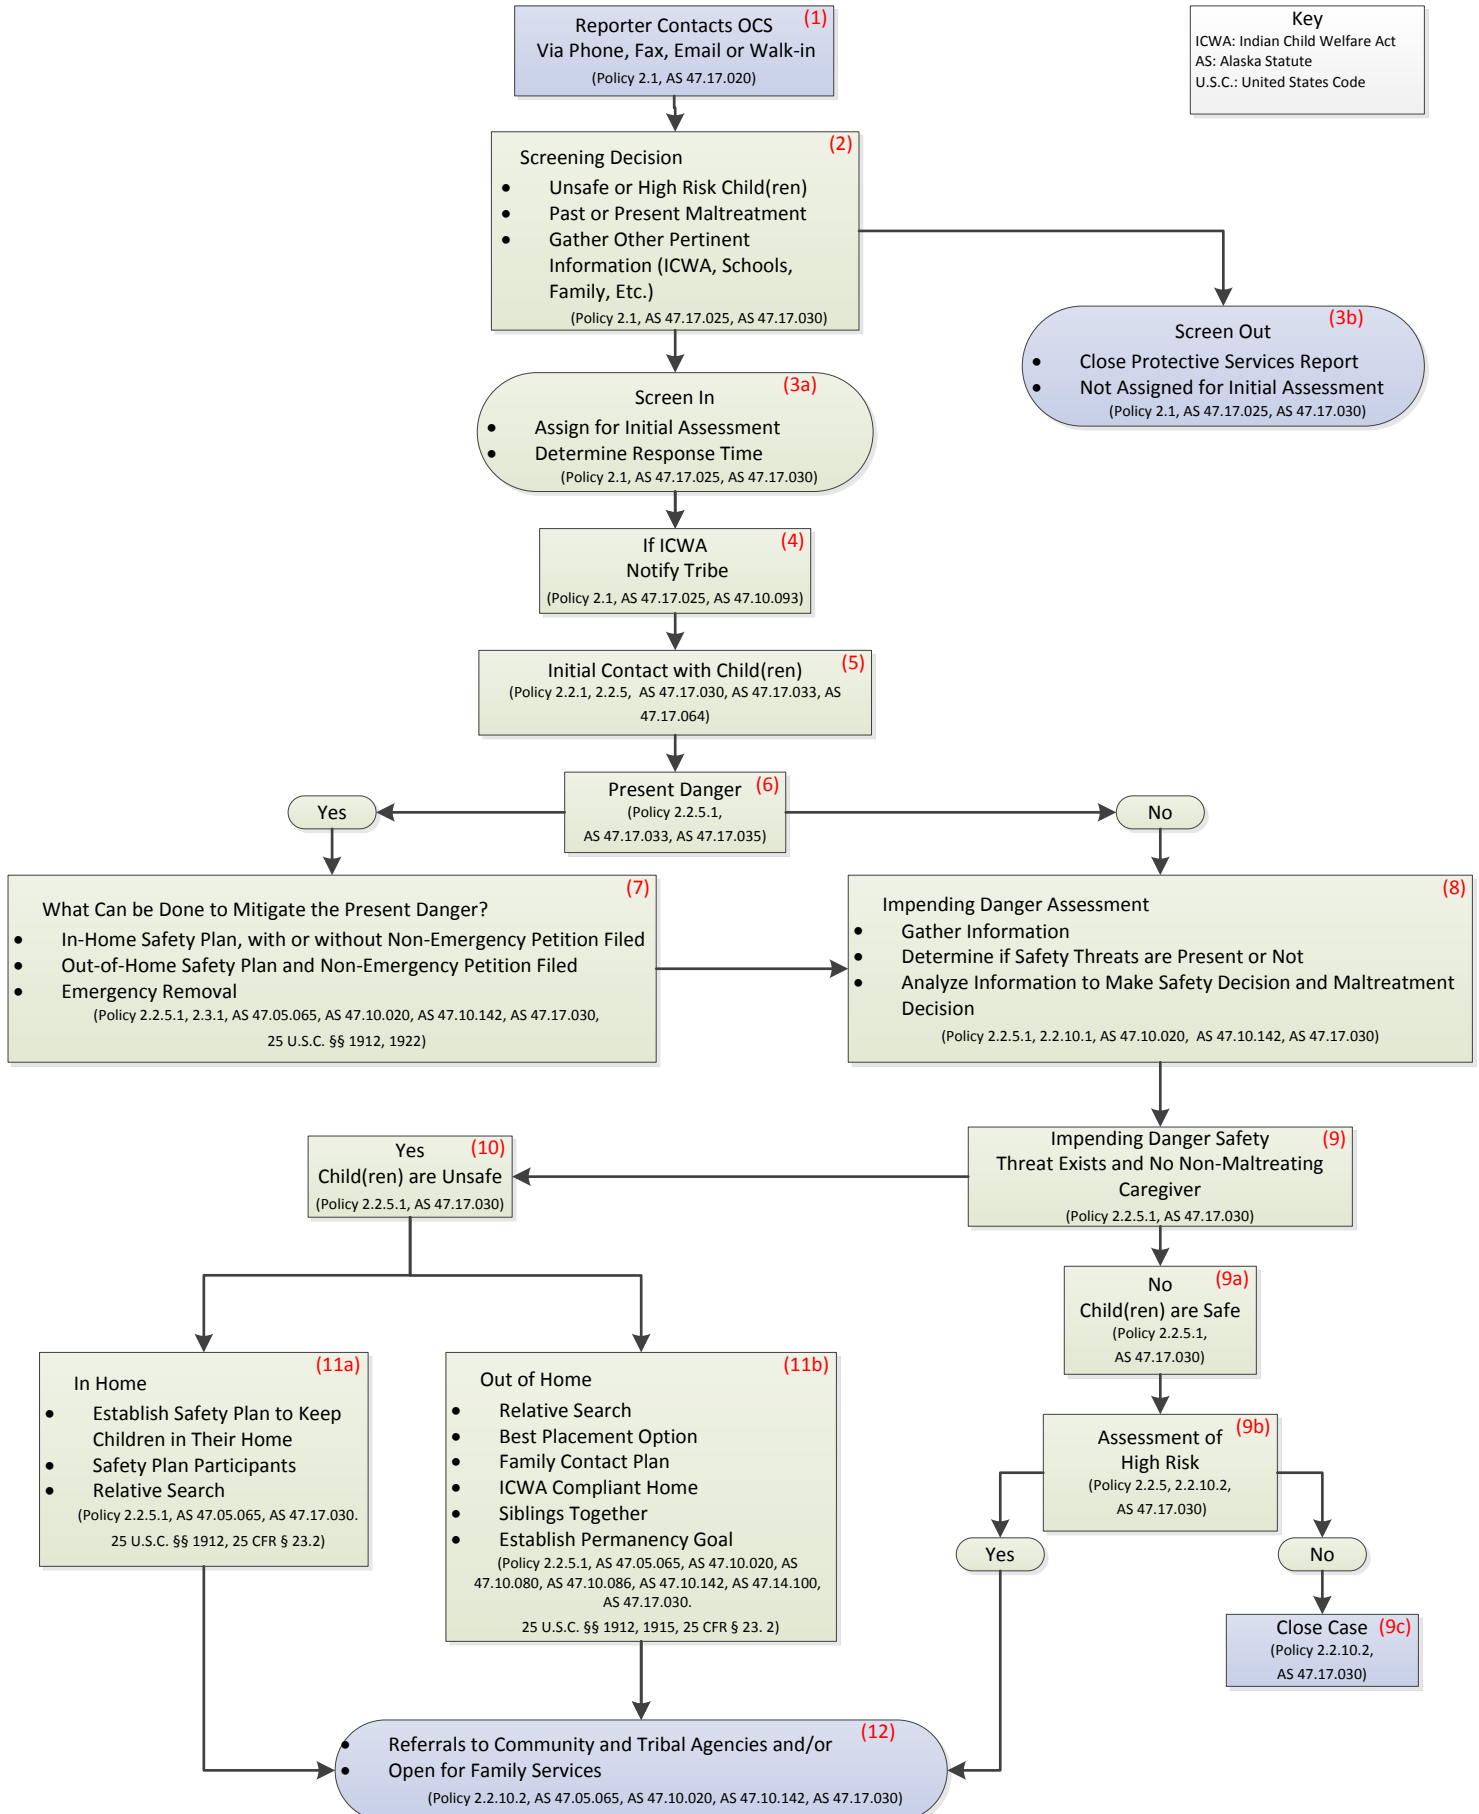 (1)
Reporter Contacts OCS
Via Phone, Fax, Email or Walk-in
(Policy 2.1, AS 47.17.020)
Key
ICWA: Indian Child Welfare Act
AS: Alaska Statute
U.S.C.: United States Code
(2)
Screening Decision
• Unsafe or High Risk Child(ren)
• Past or Present Maltreatment
• Gather Other Pertinent
Information (ICWA, Schools,
Family, Etc.)
(Policy 2.1, AS 47.17.025, AS 47.17.030)
(3b)
Screen Out
• Close Protective Services Report
• Not Assigned for Initial Assessment
(Policy 2.1, AS 47.17.025, AS 47.17.030)
(3a)
Screen In
• Assign for Initial Assessment
• Determine Response Time
(Policy 2.1, AS 47.17.025, AS 47.17.030)
(4)
If ICWA
Notify Tribe
(Policy 2.1, AS 47.17.025, AS 47.10.093)
(5)
Initial Contact with Child(ren)
(Policy 2.2.1, 2.2.5, AS 47.17.030, AS 47.17.033, AS
47.17.064)
(6)
Present Danger
(Policy 2.2.5.1,
AS 47.17.033, AS 47.17.035)
Yes
No
(7)
What Can be Done to Mitigate the Present Danger?
• In-Home Safety Plan, with or without Non-Emergency Petition Filed
• Out-of-Home Safety Plan and Non-Emergency Petition Filed
• Emergency Removal
(Policy 2.2.5.1, 2.3.1, AS 47.05.065, AS 47.10.020, AS 47.10.142, AS 47.17.030,
25 U.S.C. §§ 1912, 1922)
(8)
Impending Danger Assessment
• Gather Information
• Determine if Safety Threats are Present or Not
• Analyze Information to Make Safety Decision and Maltreatment
Decision
(Policy 2.2.5.1, 2.2.10.1, AS 47.10.020, AS 47.10.142, AS 47.17.030)
(9)
Impending Danger Safety
Threat Exists and No Non-Maltreating
Caregiver
(Policy 2.2.5.1, AS 47.17.030)
(10)
Yes
Child(ren) are Unsafe
(Policy 2.2.5.1, AS 47.17.030)
(9a)
No
Child(ren) are Safe
(Policy 2.2.5.1,
AS 47.17.030)
(11a)
In Home
• Establish Safety Plan to Keep
Children in Their Home
• Safety Plan Participants
• Relative Search
(Policy 2.2.5.1, AS 47.05.065, AS 47.17.030.
25 U.S.C. §§ 1912, 25 CFR § 23.2)
(11b)
Out of Home
• Relative Search
• Best Placement Option
• Family Contact Plan
• ICWA Compliant Home
• Siblings Together
• Establish Permanency Goal
(Policy 2.2.5.1, AS 47.05.065, AS 47.10.020, AS
47.10.080, AS 47.10.086, AS 47.10.142, AS 47.14.100,
AS 47.17.030.
25 U.S.C. §§ 1912, 1915, 25 CFR § 23. 2)
(9b)
Assessment of
High Risk
(Policy 2.2.5, 2.2.10.2,
AS 47.17.030)
Yes
No
(9c)
Close Case
(Policy 2.2.10.2,
AS 47.17.030)
(12)
• Referrals to Community and Tribal Agencies and/or
• Open for Family Services
(Policy 2.2.10.2, AS 47.05.065, AS 47.10.020, AS 47.10.142, AS 47.17.030)